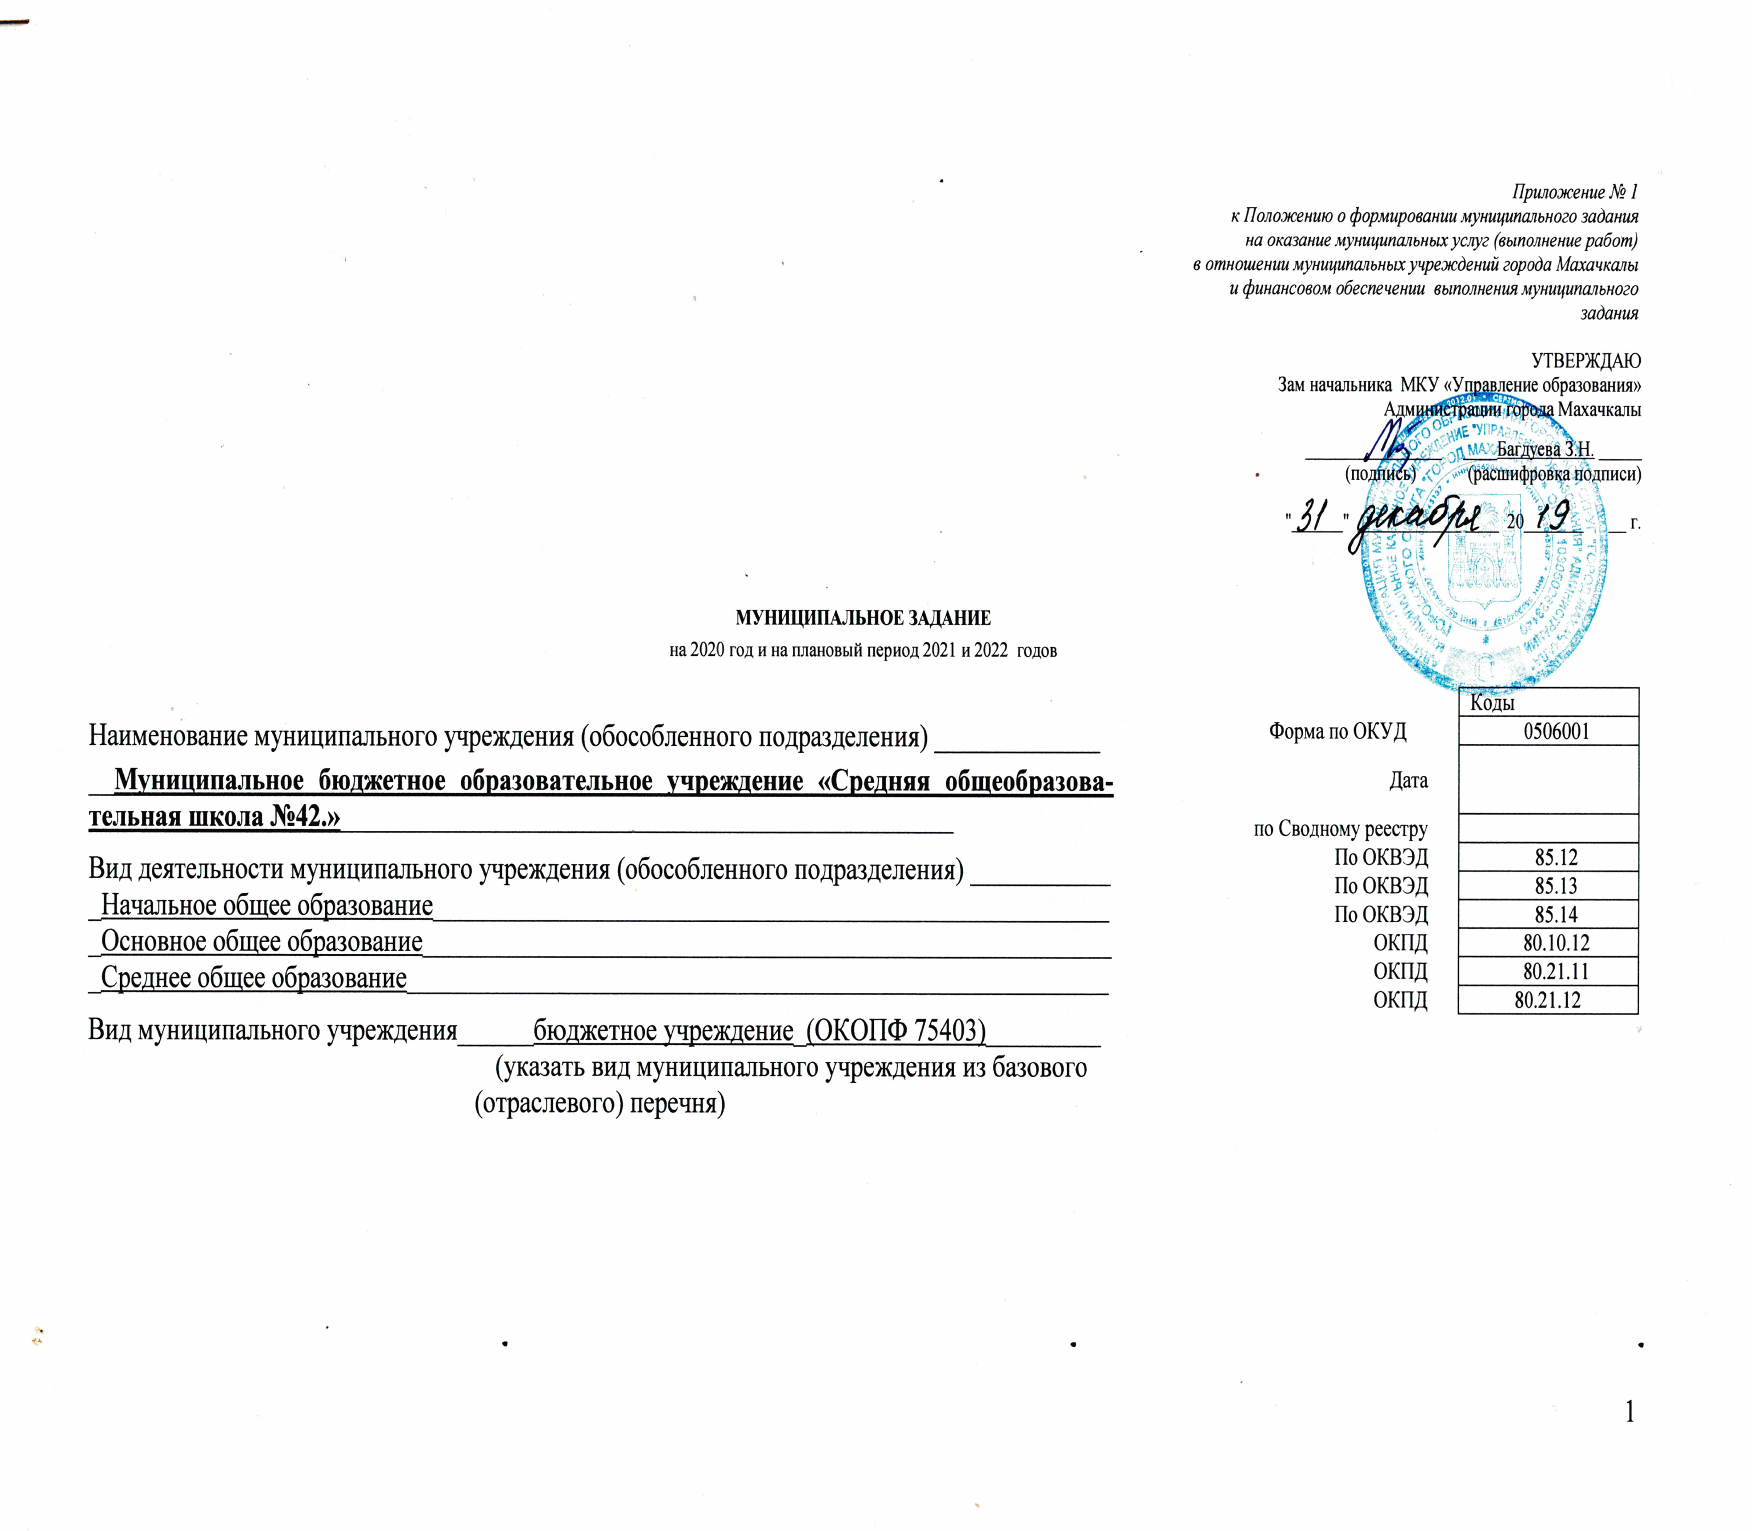 Приложение № 1
к Положению о формировании муниципального задания
на оказание муниципальных услуг (выполнение работ)
в отношении муниципальных учреждений города Махачкалы
и финансовом обеспечении выполнения муниципального
задания
УТВЕРЖДАЮ
Зам начальника МКУ «Управление образования»
Администрации города Махачкалы
Багдуева З.Н.
(подпись) (расшифровка подписи)
"31" декабря 2019 г.
МУНИЦИПАЛЬНОЕ ЗАДАНИЕ
на 2020 год и на плановый период 2021 и 2022 годов
Наименование муниципального учреждения (обособленного подразделения)
Муниципальное бюджетное образовательное учреждение «Средняя общеобразова-
тельная школа №42.»
Вид деятельности муниципального учреждения (обособленного подразделения)
Начальное общее образование
Основное общее образование
Среднее общее образование
Вид муниципального учреждения бюджетное учреждение (ОКОПФ 75403)
(указать вид муниципального учреждения из базового
(отраслевого) перечня)
Коды
Форма по ОКУД 0506001
Дата
по Сводному реестру
По ОКВЭД 85.12
По ОКВЭД 85.13
По ОКВЭД 85.14
ОКПД 80.10.12
ОКПД 80.21.11
ОКПД 80.21.12
1